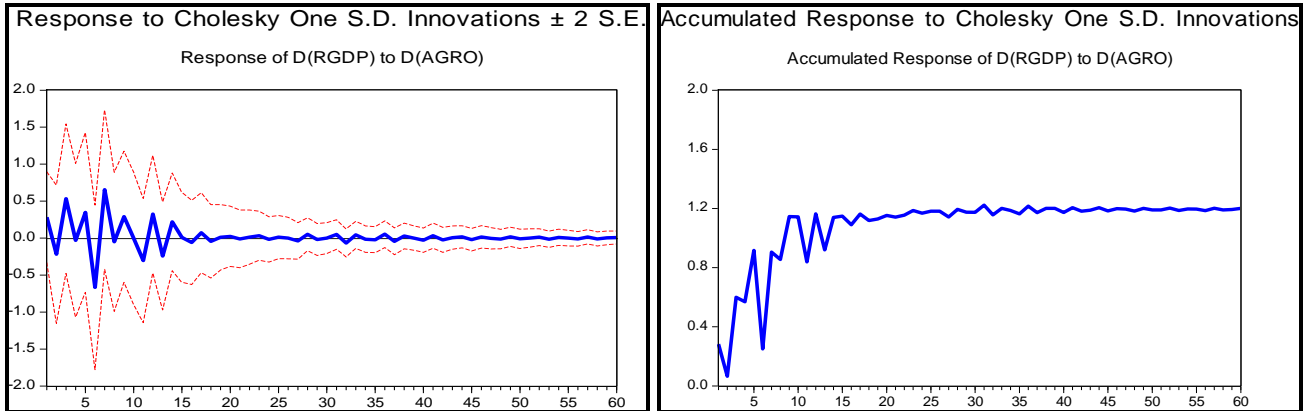 Response to Cholesky One S.D. Innovations ± 2 S.E.
Response of D(RGDP) to D(AGRO)
2.0
1.5
1.0
0.5
0.0
-0.5
-1.0
-1.5
-2.0
5 10 15 20 25 30 35 40 45 50 55 60
Accumulated Response to Cholesky One S.D. Innovations
Accumulated Response of D(RGDP) to D(AGRO)
2.0
1.6
1.2
0.8
0.4
0.0
5 10 15 20 25 30 35 40 45 50 55 60